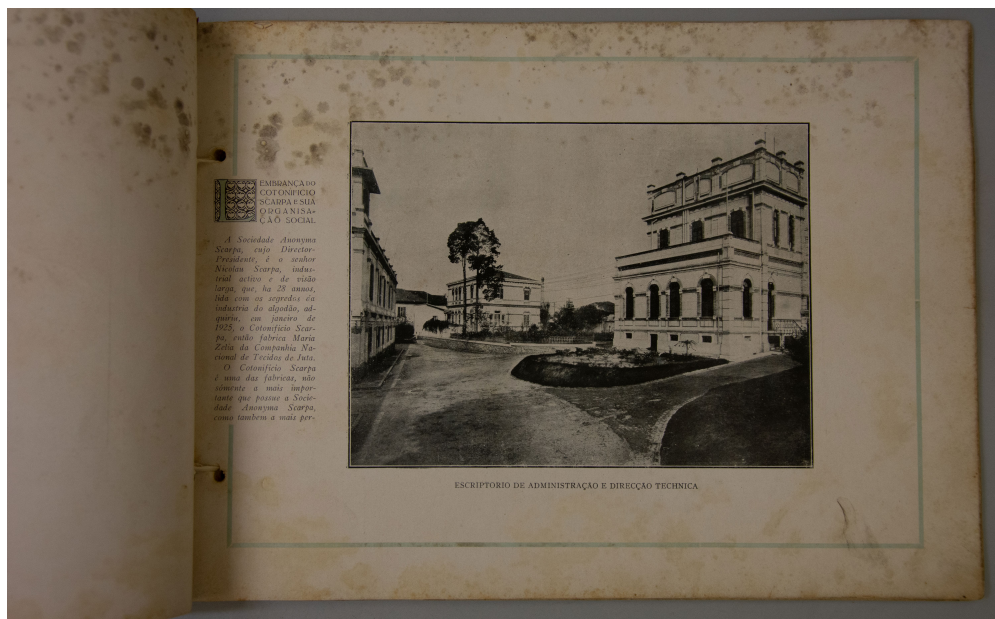 LEMBRANÇA DO
COTONIFICIO
SCARPA E SUA
ORGANISA-
ÇÃO SOCIAL
A Sociedade Anonyma
Scarpa, cujo Director-
Presidente, é o senhor
Nicoláu Scarpa, indus-
trial activo e de visão
larga, que, ha 28 annos,
lida com os segredos da
industria do algodão, ad-
quiriu, em janeiro de
1925, o Cotonificio Scar-
pa, então fabrica Maria
Zelia da Companhia Na-
cional de Tecidos de Juta.
O Cotonificio Scarpa
é uma das fabricas, não
sómente a mais impor-
tante que possue a Socie-
dade Anonyma Scarpa,
como tambem a mais per-
ESCRIPTORIO DE ADMINISTRAÇÃO E DIRECÇÃO TECHNICA